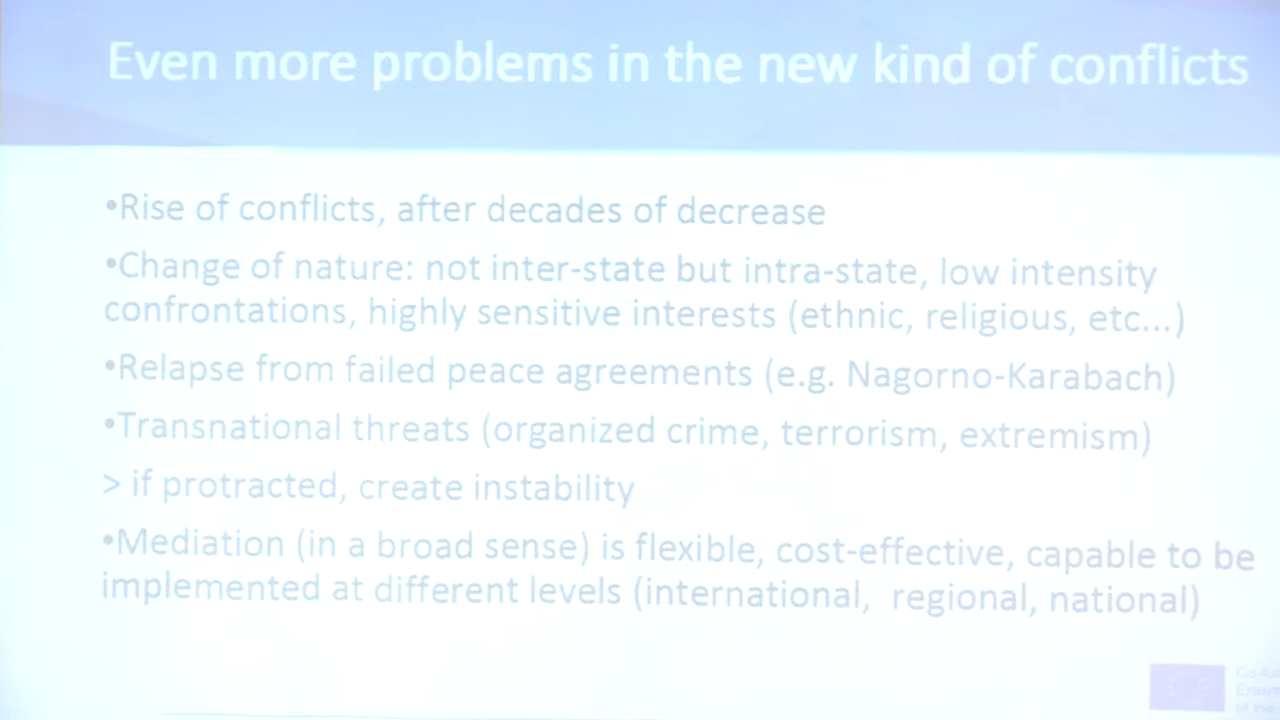 Even more problems in the new kind of conflicts
•Rise of conflicts, after decades of decrease
•Change of nature: not inter-state but intra-state, low intensity
confrontations, highly sensitive interests (ethnic, religious, etc...)
•Relapse from failed peace agreements (e.g. Nagorno-Karabach)
•Transnational threats (organized crime, terrorism, extremism)
> if protracted, create instability
•Mediation (in a broad sense) is flexible, cost-effective, capable to be
implemented at different levels (international, regional, national)
of the